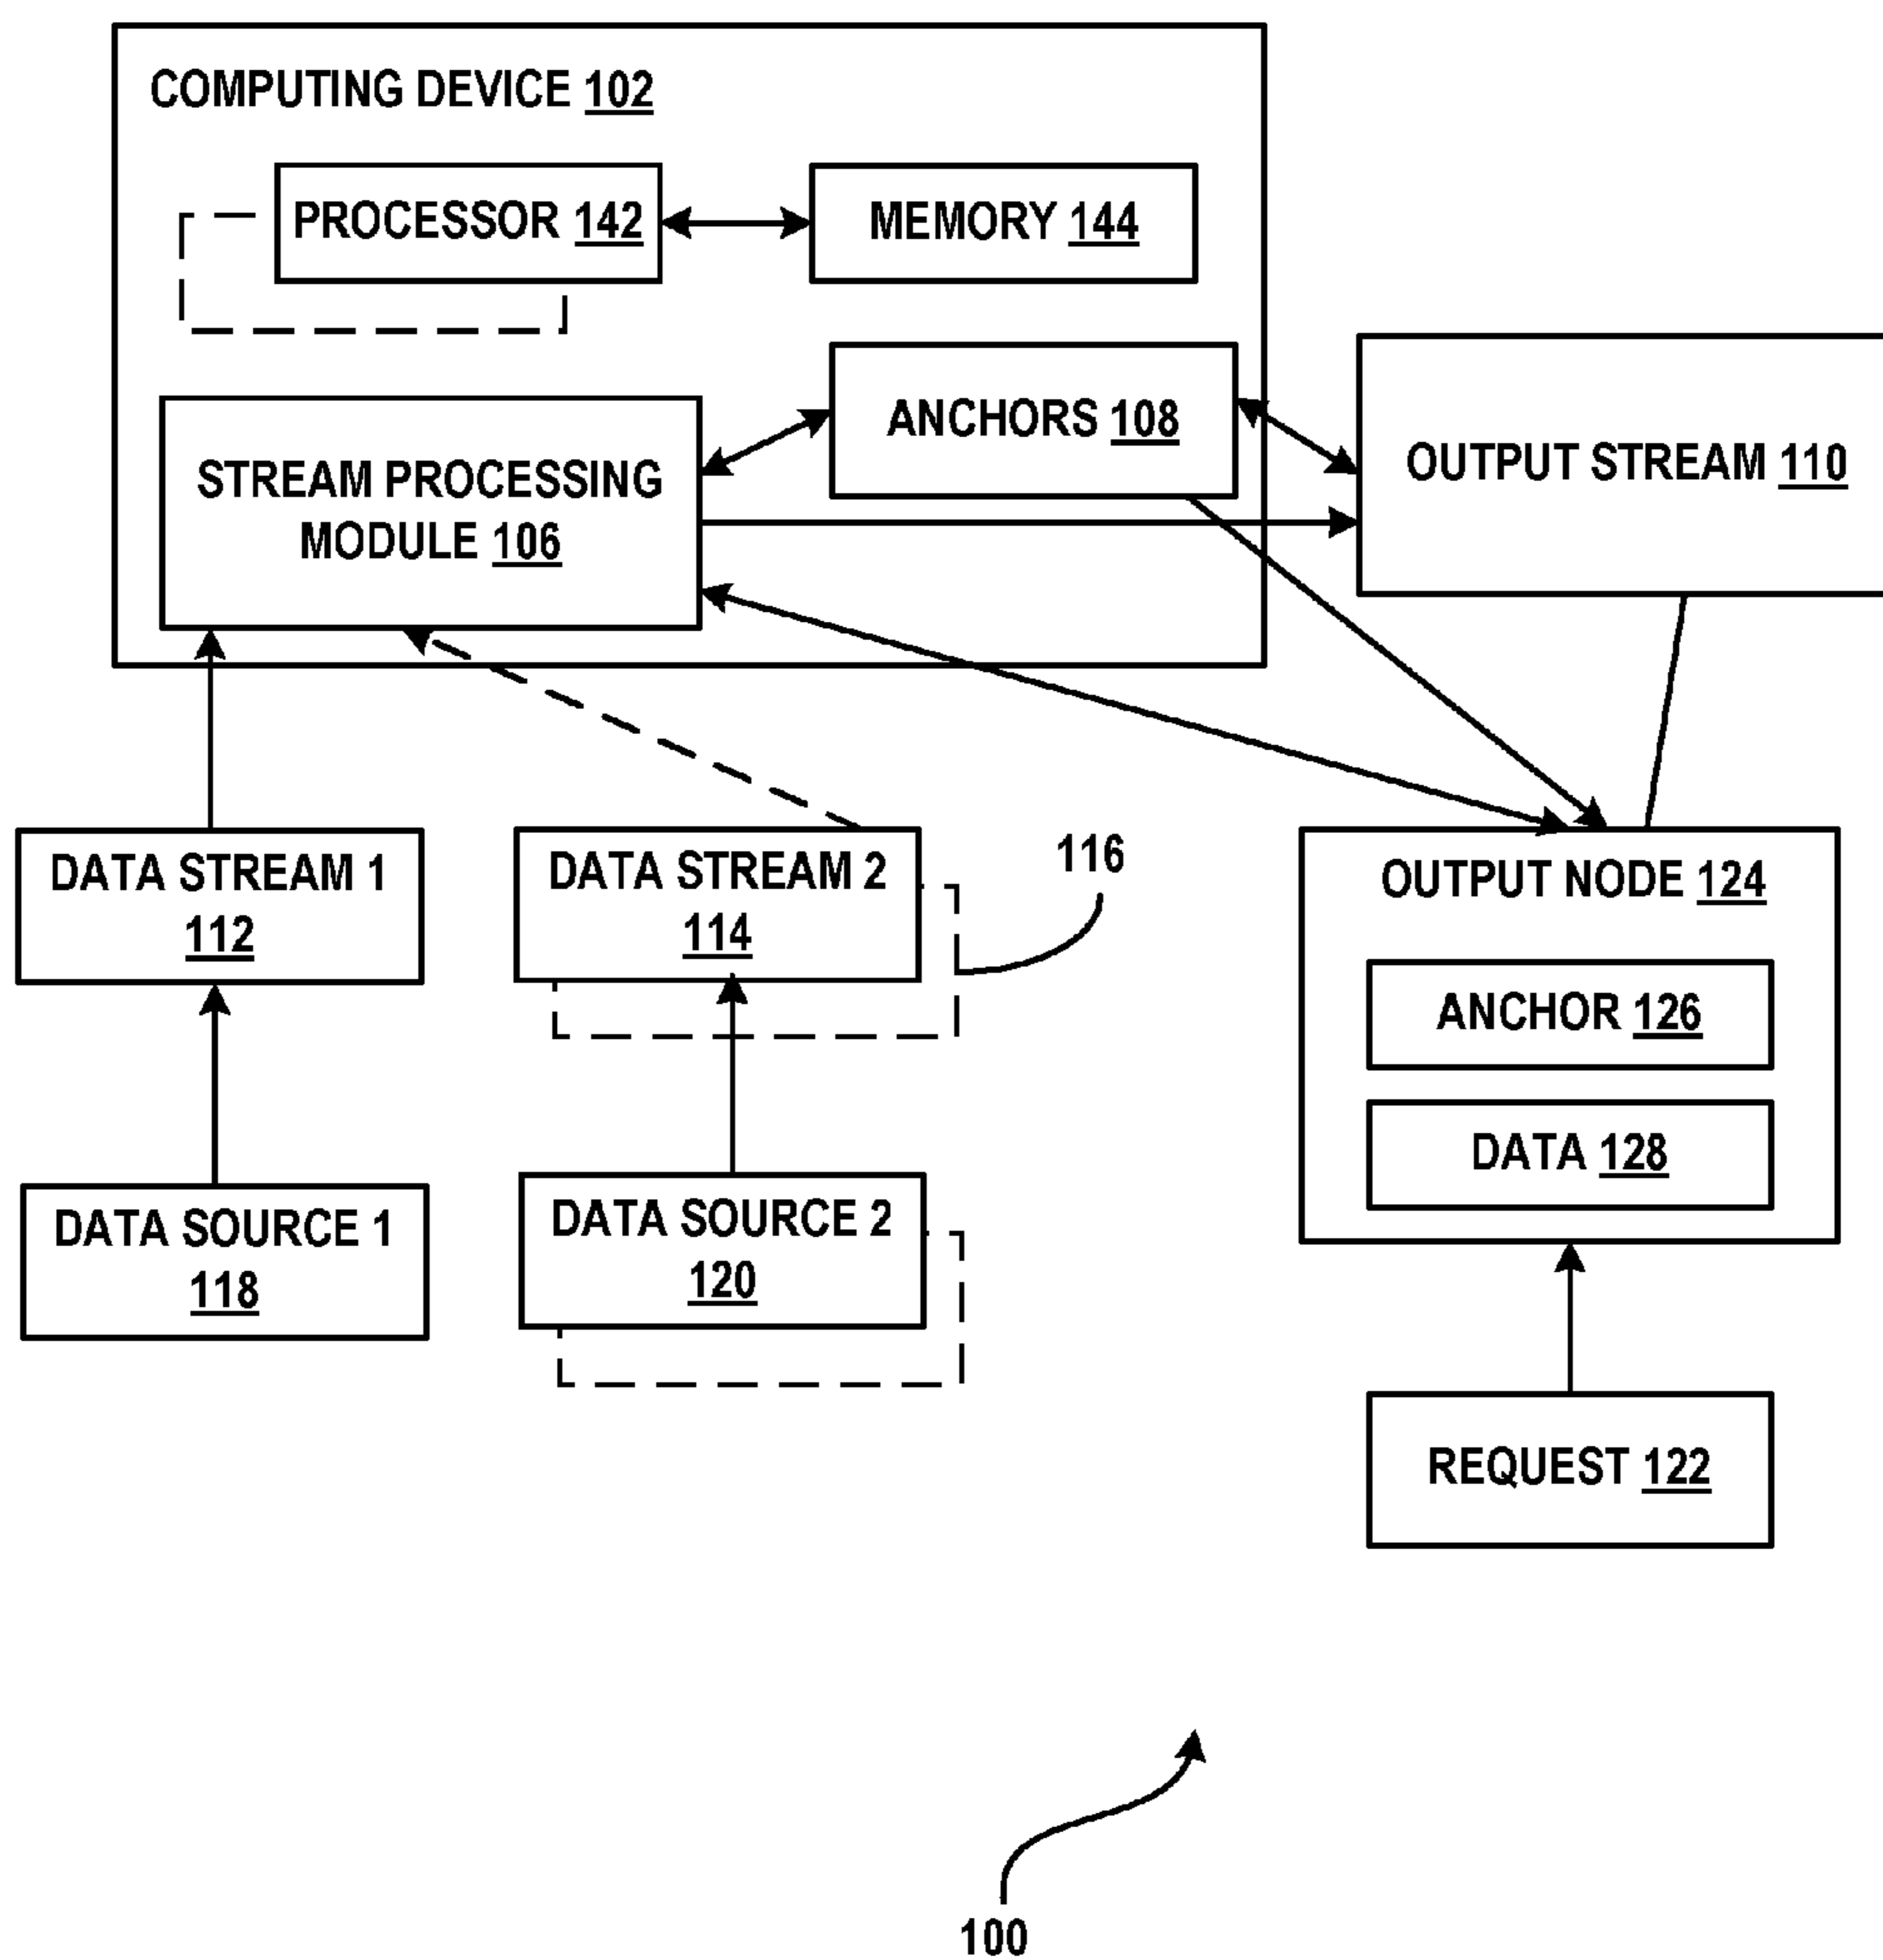 COMPUTING DEVICE 102
PROCESSOR 142
MEMORY 144
ANCHORS 108
STREAM PROCESSING
MODULE 106
OUTPUT STREAM 110
DATA STREAM 1
112
DATA STREAM 2
114
116
OUTPUT NODE 124
ANCHOR 126
DATA 128
DATA SOURCE 1
118
DATA SOURCE 2
120
REQUEST 122
100